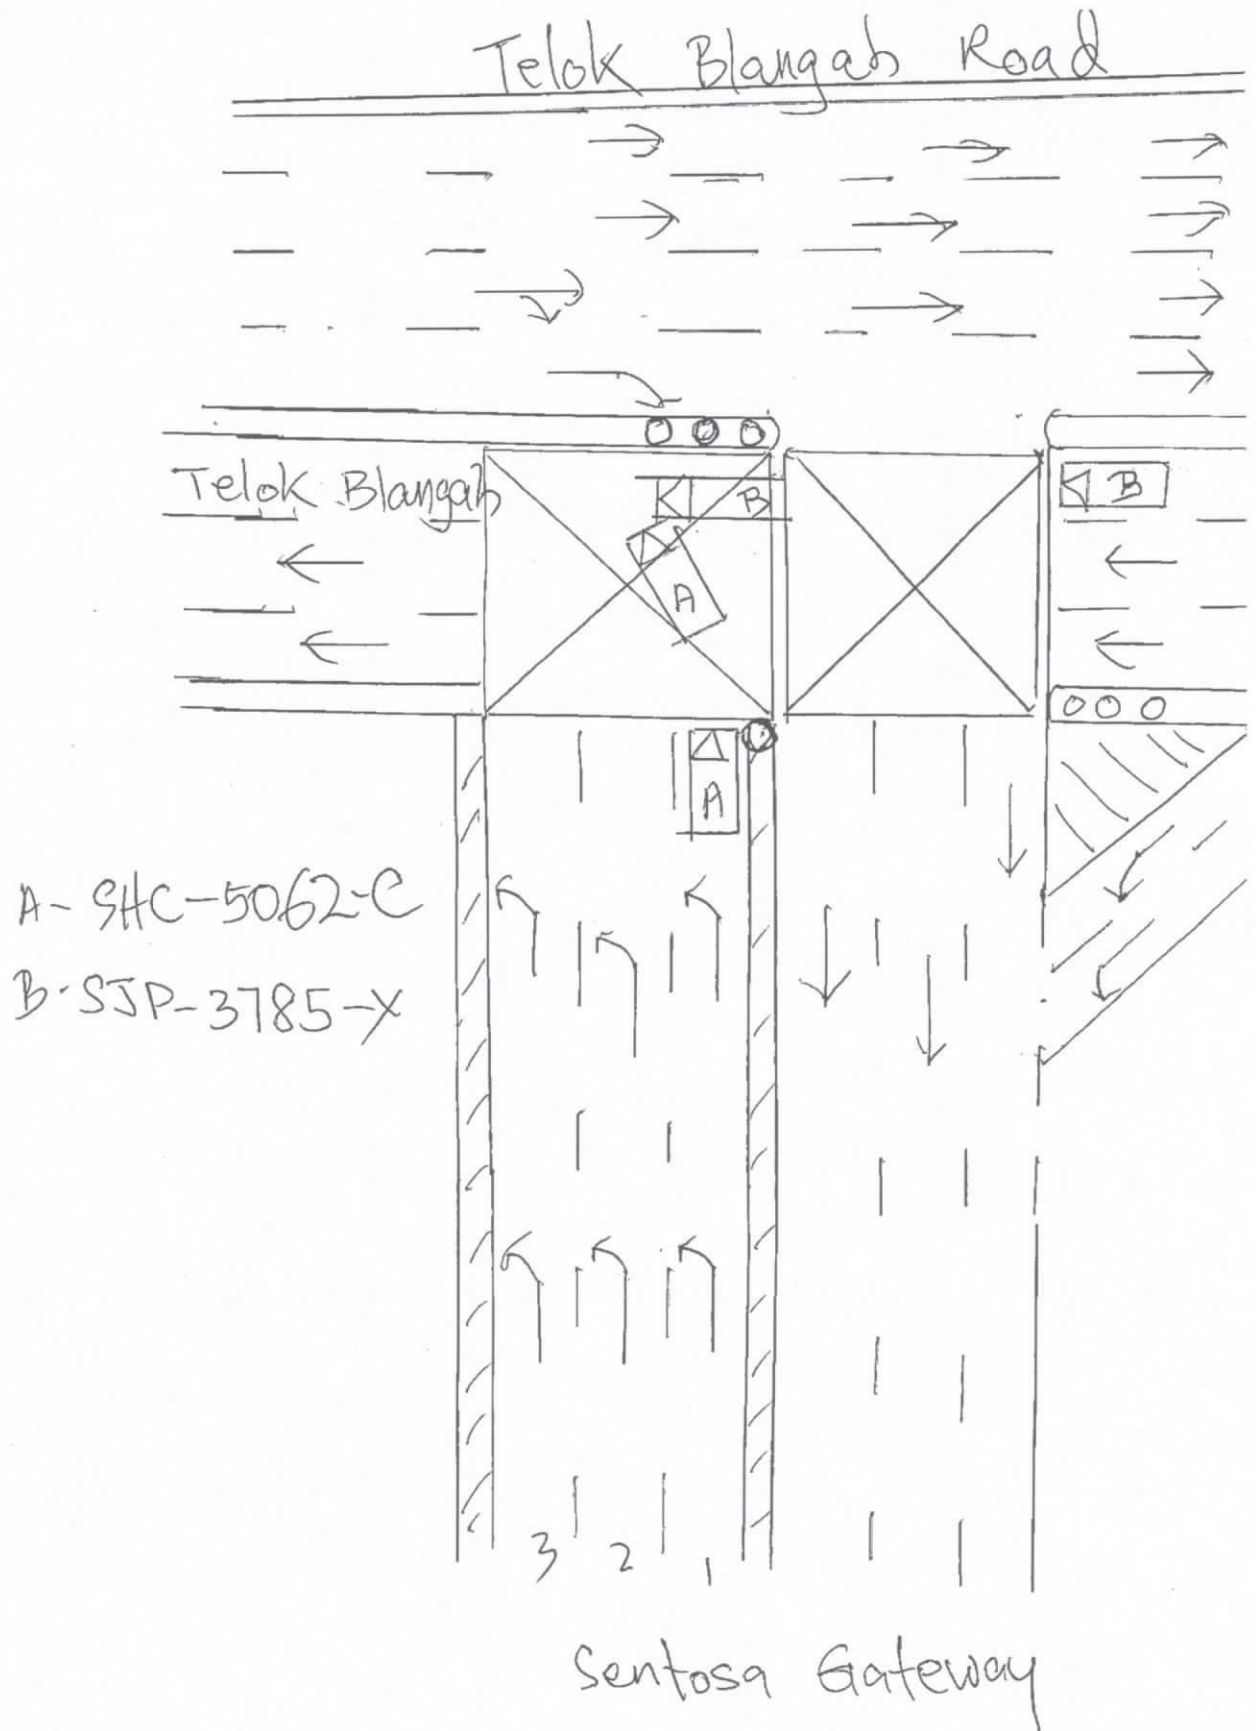 Telok Blangah Road
Telok Blangah
B
B
A
A
A- SHC-5062-C
B-SJP-3785-X
3 2 1
Sentosa Gateway